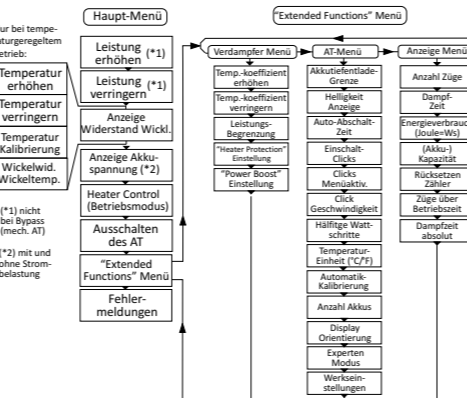 Haupt-Menü
"Extended Functions" Menü
ur bei tempe-
aturgeregeltem
etrieb:
Temperatur
erhöhen
Temperatur
verringern
Temperatur
Kalibrierung
Wickelwid.
Wickeltemp.
(*1) nicht
bei Bypass
(mech. AT)
(*2) mit und
ohne Strom-
belastung
Leistung
erhöhen (*1)
Leistung
verringern (*1)
Anzeige
Widerstand Wickl.
Anzeige Akku-
spannung (*2)
Heater Control
(Betriebsmodus)
Ausschalten
des AT
"Extended
Functions" Menü
Fehler-
meldungen
Verdampfer Menü
Temp.-koeffizient
erhöhen
Temp.-koeffizient
verringern
Leistungs-
Begrenzung
"Heater Protection"
Einstellung
"Power Boost"
Einstellung
AT-Menü
Akkutiefentlade-
Grenze
Helligkeit
Anzeige
Auto-Abschalt-
Zeit
Einschalt-
Clicks
Clicks
Menüaktiv.
Click
Geschwindigkeit
Hälfitge Watt-
schritte
Temperatur-
Einheit (°C/°F)
Automatik-
Kalibrierung
Anzahl Akkus
Display
Orientierung
Experten
Modus
Werksein-
stellungen
Anzeige Menü
Anzahl Züge
Dampf-
Zeit
Energieverbrauc
(Joule=Ws)
(Akku-)
Kapazität
Rücksetzen
Zähler
Züge über
Betriebszeit
Dampfzeit
absolut